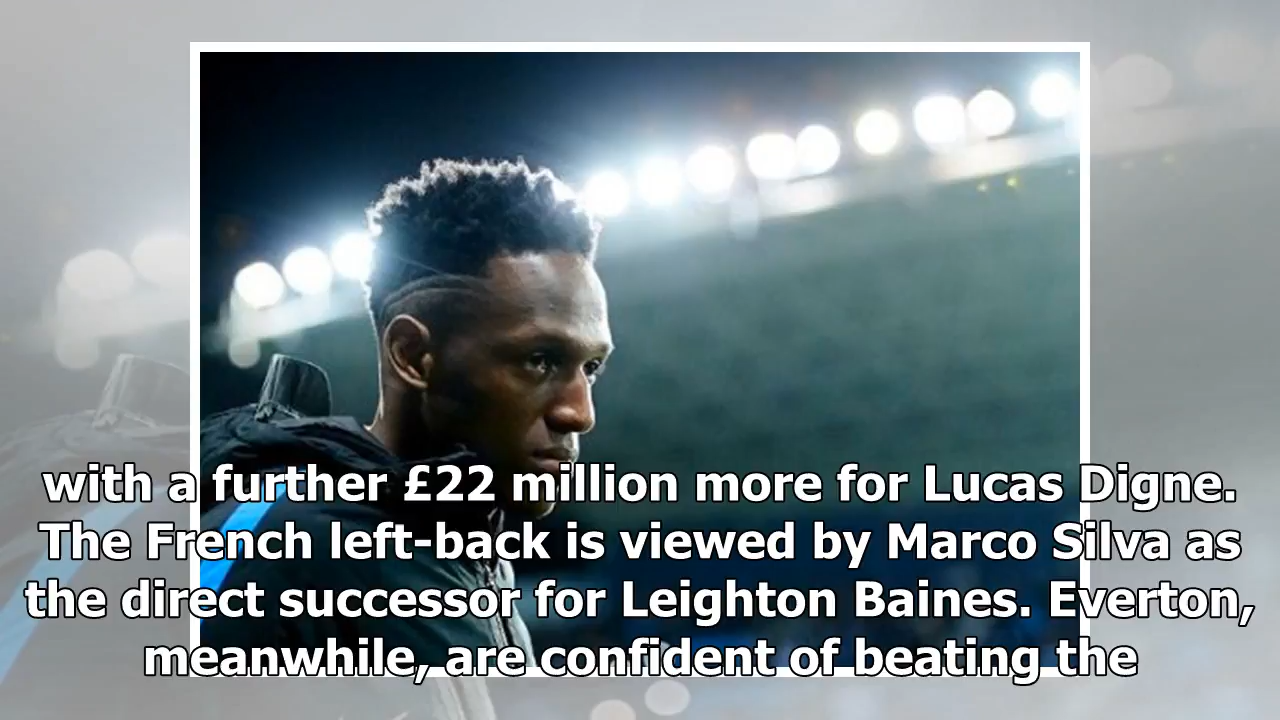 with a further £22 million more for Lucas Digne.
The French left-back is viewed by Marco Silva as
the direct successor for Leighton Baines. Everton,
meanwhile, are confident of beating the